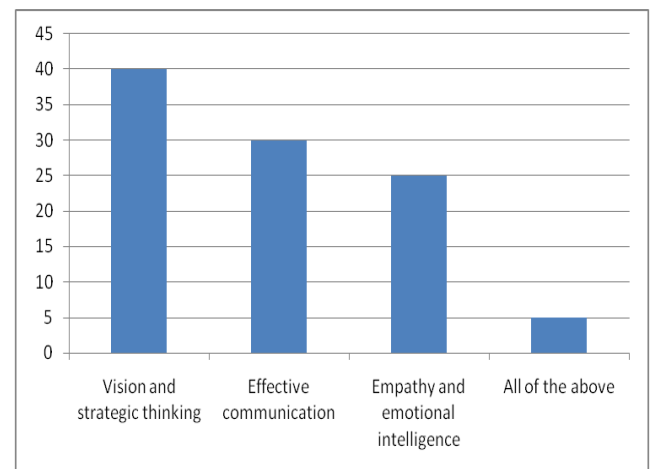 45
40
35
30
25
20
15
10
5
0
Vision and
strategic thinking
Effective
communication
Empathy and
emotional
intelligence
All of the above